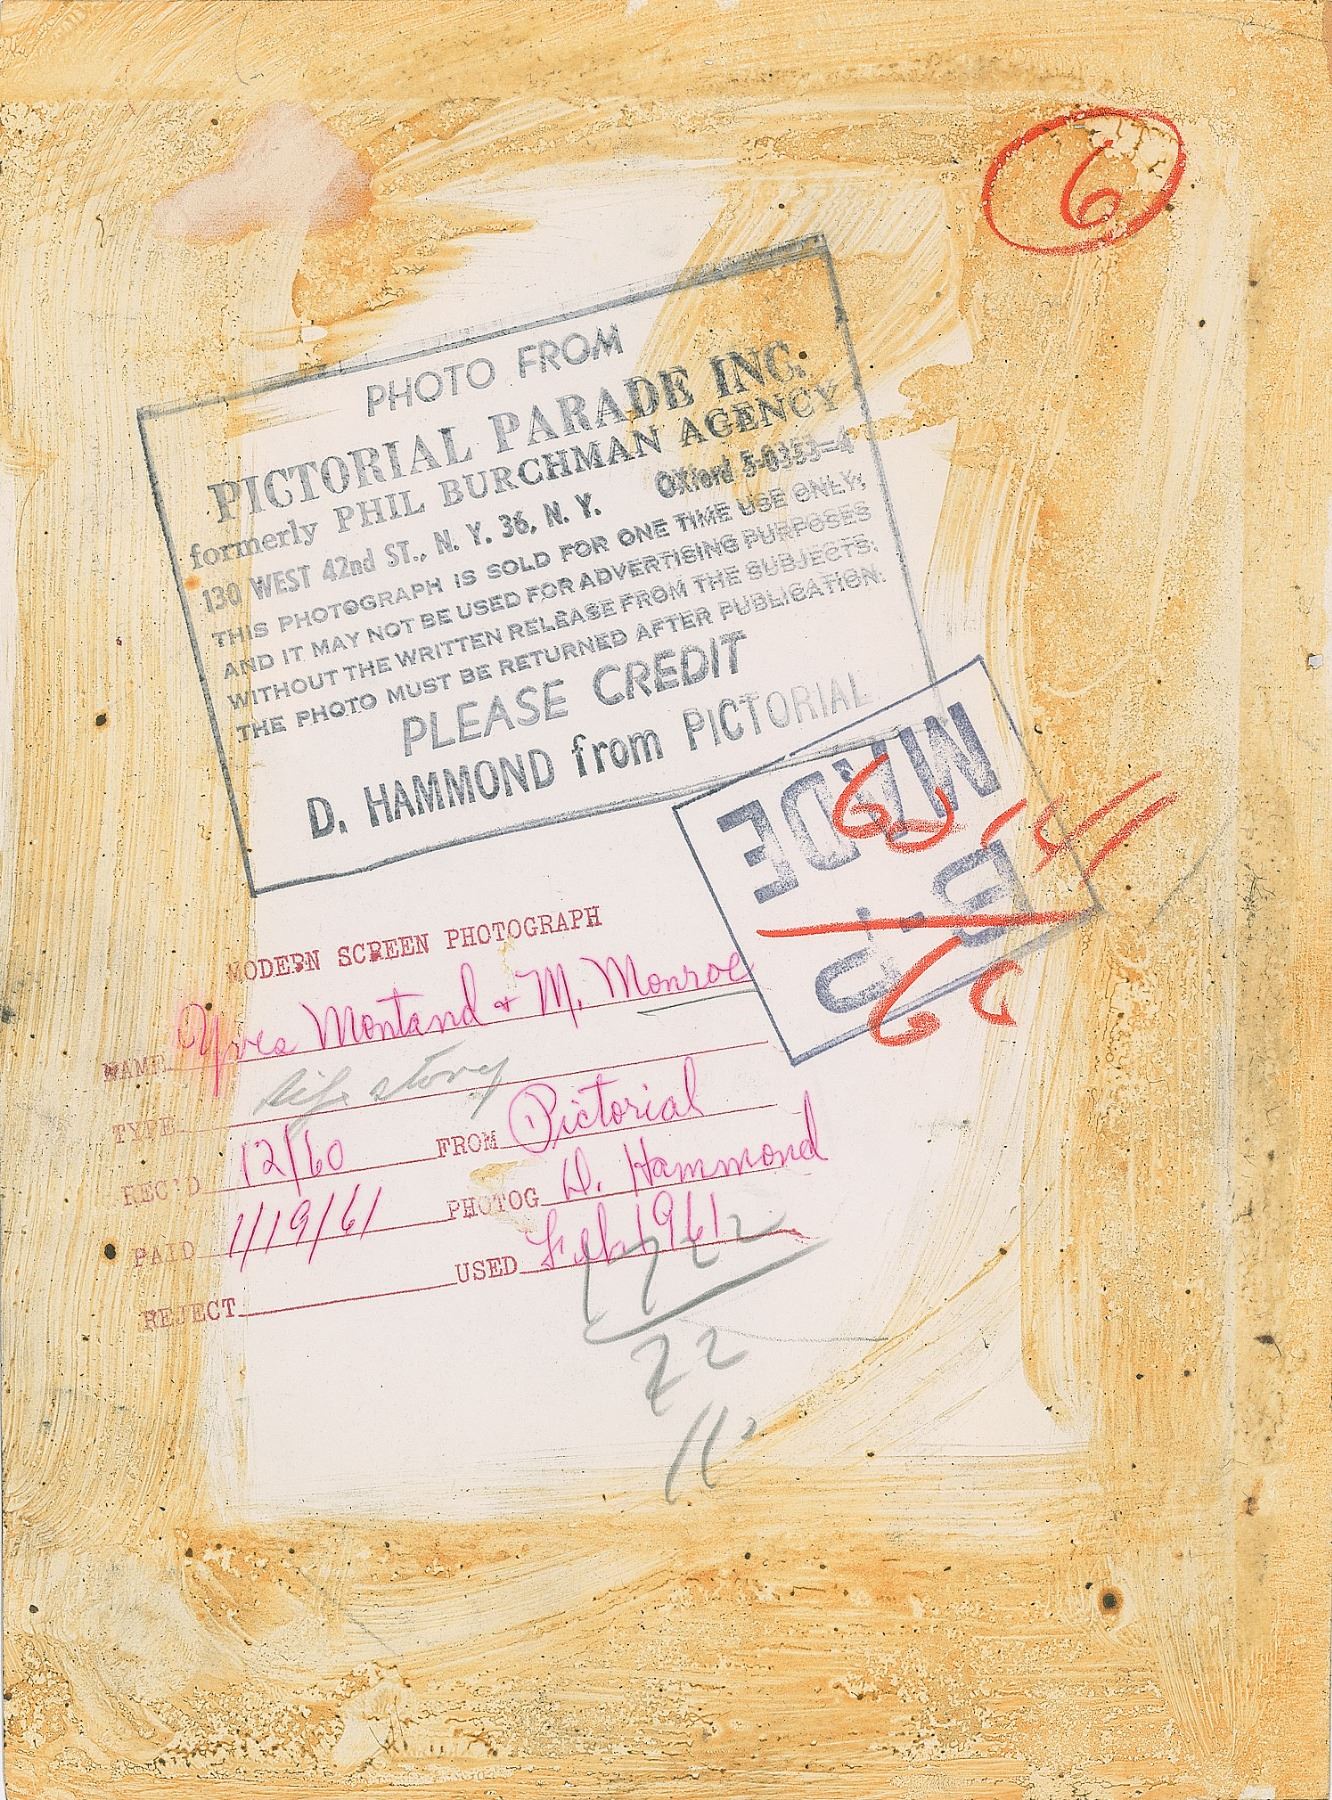 6
PHOTO FROM
PICTORIAL PARADE INC.
formerly PHIL BURCHMAN AGENCY
130 WEST 42nd ST., N. Y. 36, N. Y. OXford 5-0353-4
THIS PHOTOGRAPH IS SOLD FOR ONE TIME USE ONLY,
AND IT MAY NOT BE USED FOR ADVERTISING PURPOSES
WITHOUT THE WRITTEN RELEASE FROM THE SUBJECTS.
THE PHOTO MUST BE RETURNED AFTER PUBLICATION.
PLEASE CREDIT
D. HAMMOND from PICTORIAL
MODERN SCREEN PHOTOGRAPH
NAME Yves Montand + M. Monroe
TYPE life story
REC'D 12/60 FROM Pictorial
PAID 1/19/61 PHOTOG D. Hammond
REJECT USED Feb 1961
22